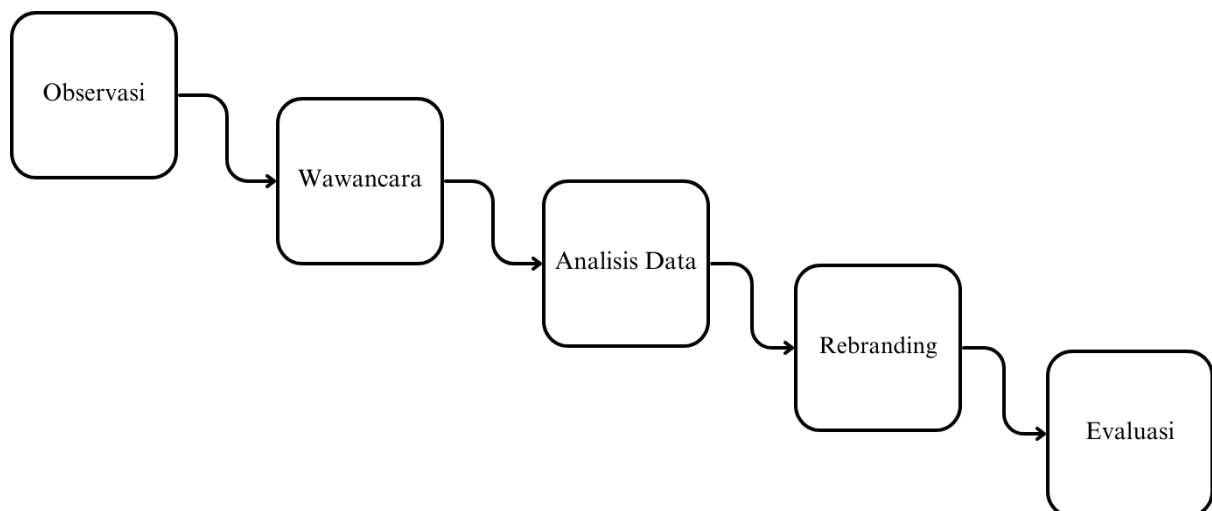 Observasi
Wawancara
Analisis Data
Rebranding
Evaluasi